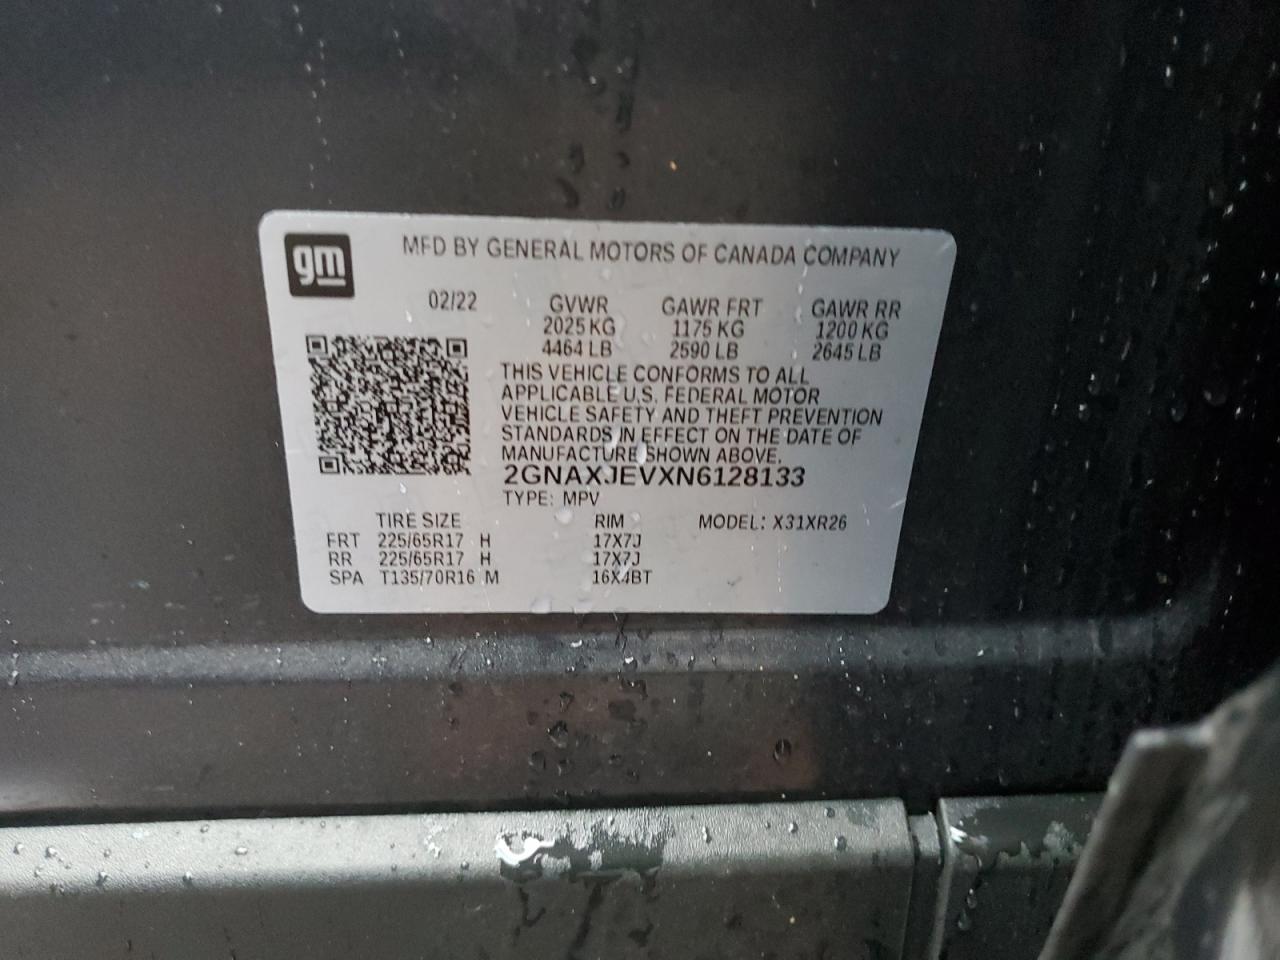 gm
MFD BY GENERAL MOTORS OF CANADA COMPANY
02/22 GVWR GAWR FRT GAWR RR
2025 KG 1175 KG 1200 KG
4464 LB 2590 LB 2645 LB
THIS VEHICLE CONFORMS TO ALL
APPLICABLE U.S. FEDERAL MOTOR
VEHICLE SAFETY AND THEFT PREVENTION
STANDARDS IN EFFECT ON THE DATE OF
MANUFACTURE SHOWN ABOVE.
2GNAXJEVXN6128133
TYPE: MPV
TIRE SIZE RIM MODEL: X31XR26
FRT 225/65R17 H 17X7J
RR 225/65R17 H 17X7J
SPA T135/70R16 M 16X4BT